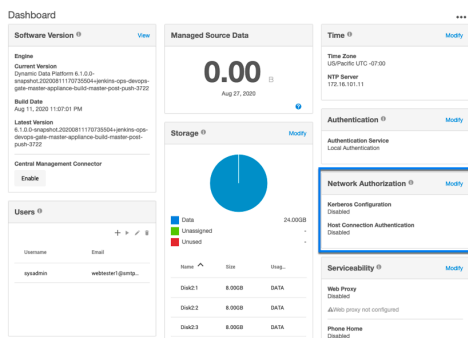 Dashboard
Software Version
View
Engine
Current Version
Dynamic Data Platform 6.1.0.0-
snapshot.20200811170735504+jenkins-ops-devops-
gate-master-appliance-build-master-post-push-3722
Build Date
Aug 11, 2020 11:07:01 PM
Latest Version
6.1.0.0-snapshot.20200811170735504+jenkins-ops-
devops-gate-master-appliance-build-master-post-
push-3722
Central Management Connector
Enable
Users
Username
Email
sysadmin
webtester1@smtp...
Managed Source Data
0.00
B
Aug 27, 2020
Storage
Modify
Data
24.00GB
Unassigned
-
Unused
-
Name
Size
Usag..
Disk2:1
8.00GB
DATA
Disk2:2
8.00GB
DATA
Disk2:3
8.00GB
DATA
Time
Modify
Time Zone
US/Pacific UTC -07:00
NTP Server
172.16.101.11
Authentication
Modify
Authentication Service
Local Authentication
Network Authorization
Modify
Kerberos Configuration
Disabled
Host Connection Authentication
Disabled
Serviceability
Modify
Web Proxy
Disabled
Web proxy not configured
Phone Home
Disabled